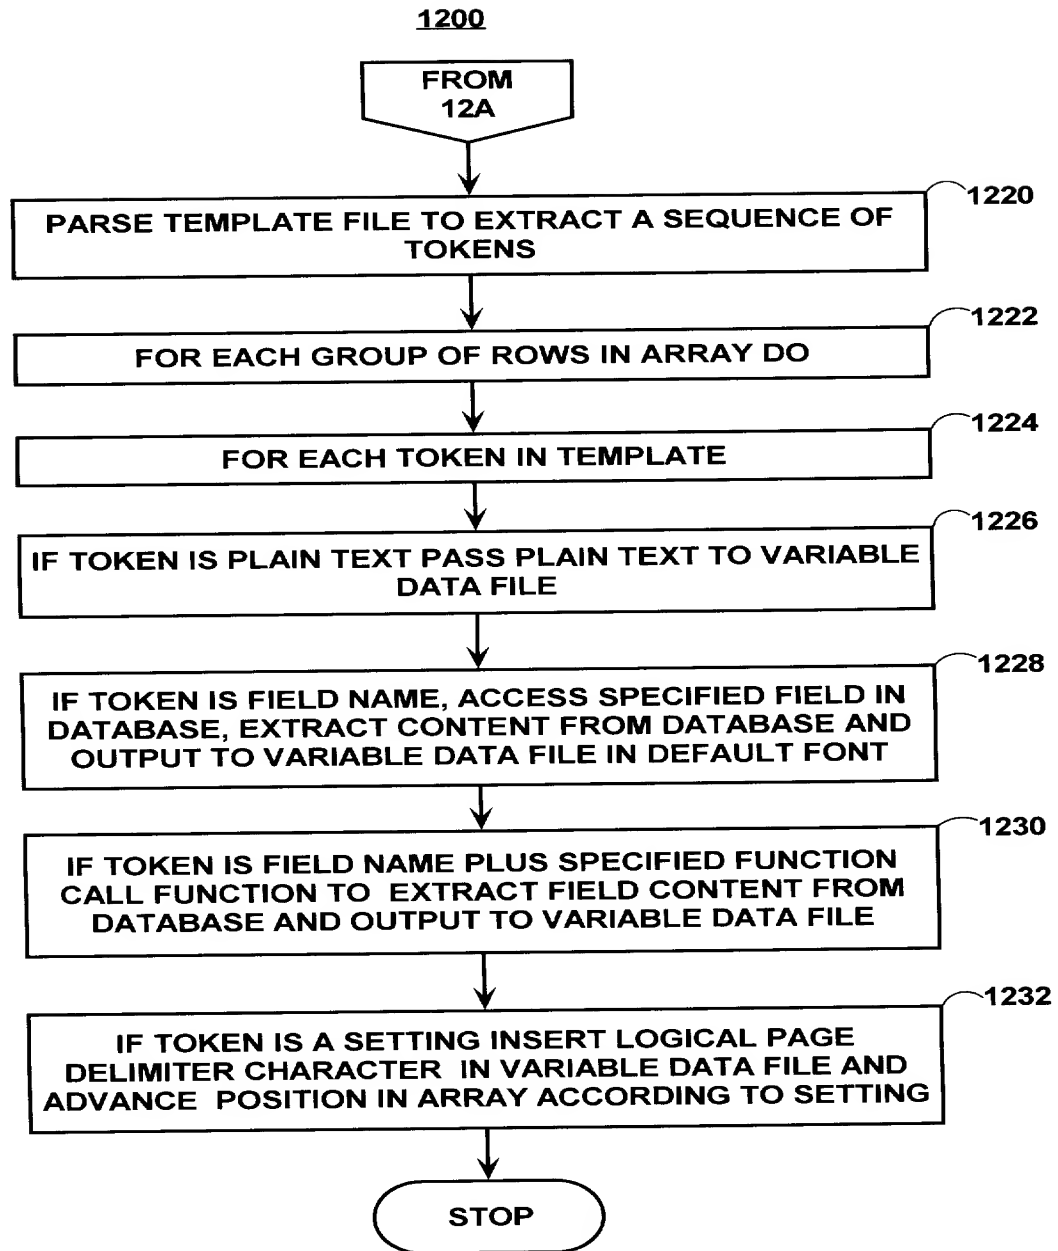 1200
FROM
12A
1220
PARSE TEMPLATE FILE TO EXTRACT A SEQUENCE OF
TOKENS
1222
FOR EACH GROUP OF ROWS IN ARRAY DO
1224
FOR EACH TOKEN IN TEMPLATE
1226
IF TOKEN IS PLAIN TEXT PASS PLAIN TEXT TO VARIABLE
DATA FILE
1228
IF TOKEN IS FIELD NAME, ACCESS SPECIFIED FIELD IN
DATABASE, EXTRACT CONTENT FROM DATABASE AND
OUTPUT TO VARIABLE DATA FILE IN DEFAULT FONT
1230
IF TOKEN IS FIELD NAME PLUS SPECIFIED FUNCTION
CALL FUNCTION TO EXTRACT FIELD CONTENT FROM
DATABASE AND OUTPUT TO VARIABLE DATA FILE
1232
IF TOKEN IS A SETTING INSERT LOGICAL PAGE
DELIMITER CHARACTER IN VARIABLE DATA FILE AND
ADVANCE POSITION IN ARRAY ACCORDING TO SETTING
STOP